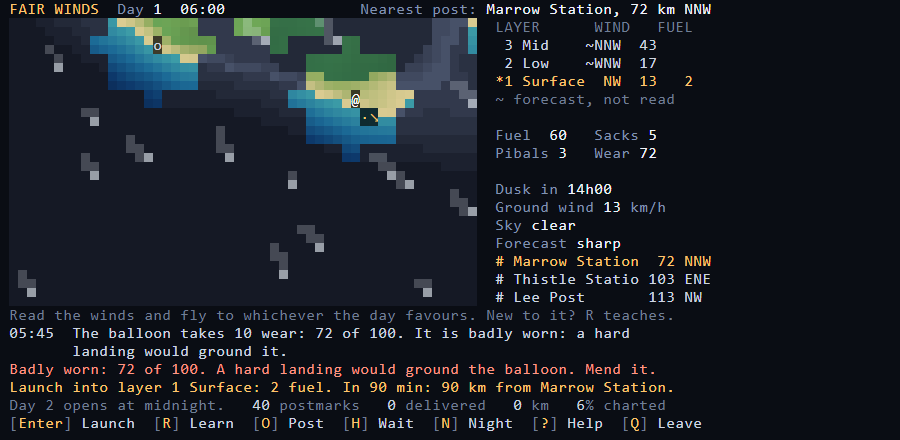 FAIR WINDS  Day 1  06:00  Nearest post: Marrow Station, 72 km NNW
LAYER  WIND  FUEL
3 Mid  ~NNW  43
2 Low  ~WNW  17
*1 Surface  NW  13  2
~ forecast, not read
o
@
Fuel  60  Sacks 5
Pibals 3  Wear 72
Dusk in 14h00
Ground wind 13 km/h
Sky clear
Forecast sharp
# Marrow Station  72 NNW
# Thistle Statio 103 ENE
# Lee Post  113 NW
Read the winds and fly to whichever the day favours. New to it? R teaches.
05:45  The balloon takes 10 wear: 72 of 100. It is badly worn: a hard
landing would ground it.
Badly worn: 72 of 100. A hard landing would ground the balloon. Mend it.
Launch into layer 1 Surface: 2 fuel. In 90 min: 90 km from Marrow Station.
Day 2 opens at midnight.  40 postmarks  0 delivered  0 km  6% charted
[Enter] Launch  [R] Learn  [O] Post  [H] Wait  [N] Night  [?] Help  [Q] Leave